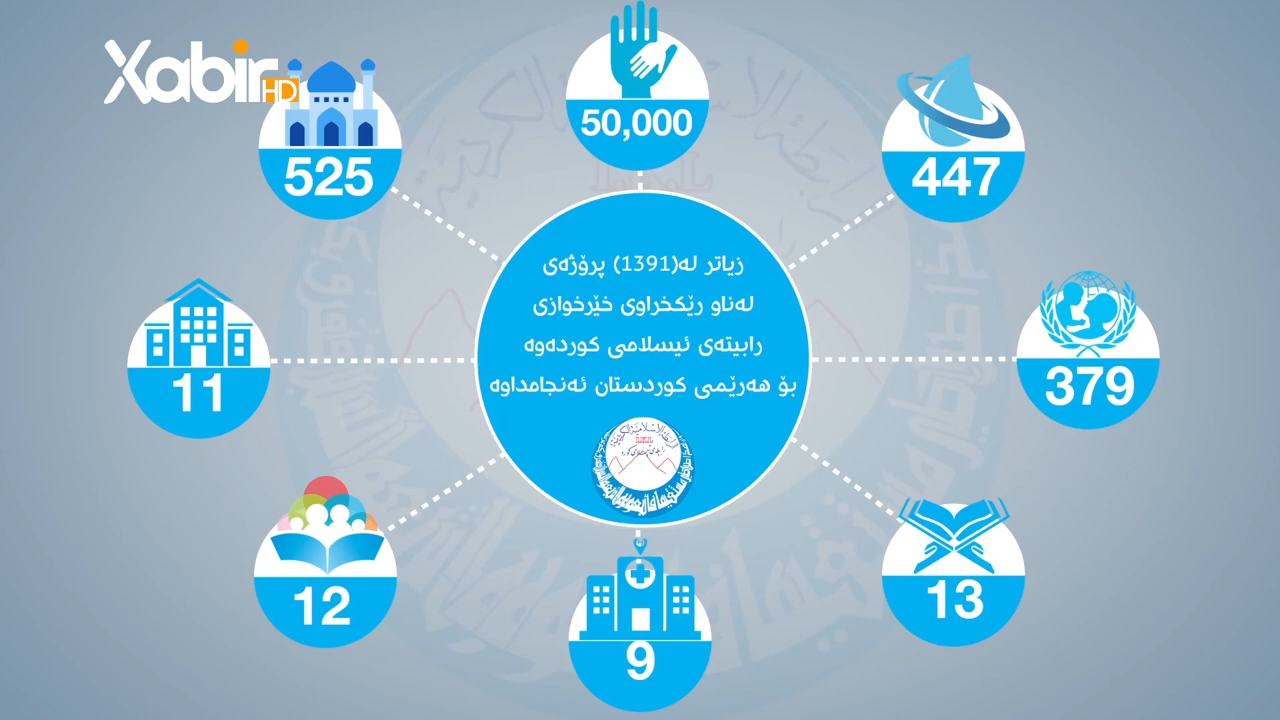 Xabir HD
50,000
525
447
زیاتر لە(1391) پرۆژەی
لەناو رێکخراوی خێرخوازی
رابیتەی ئیسلامی کوردەوە
بۆ هەرێمی کوردستان ئەنجامداوە
11
379
12
13
9